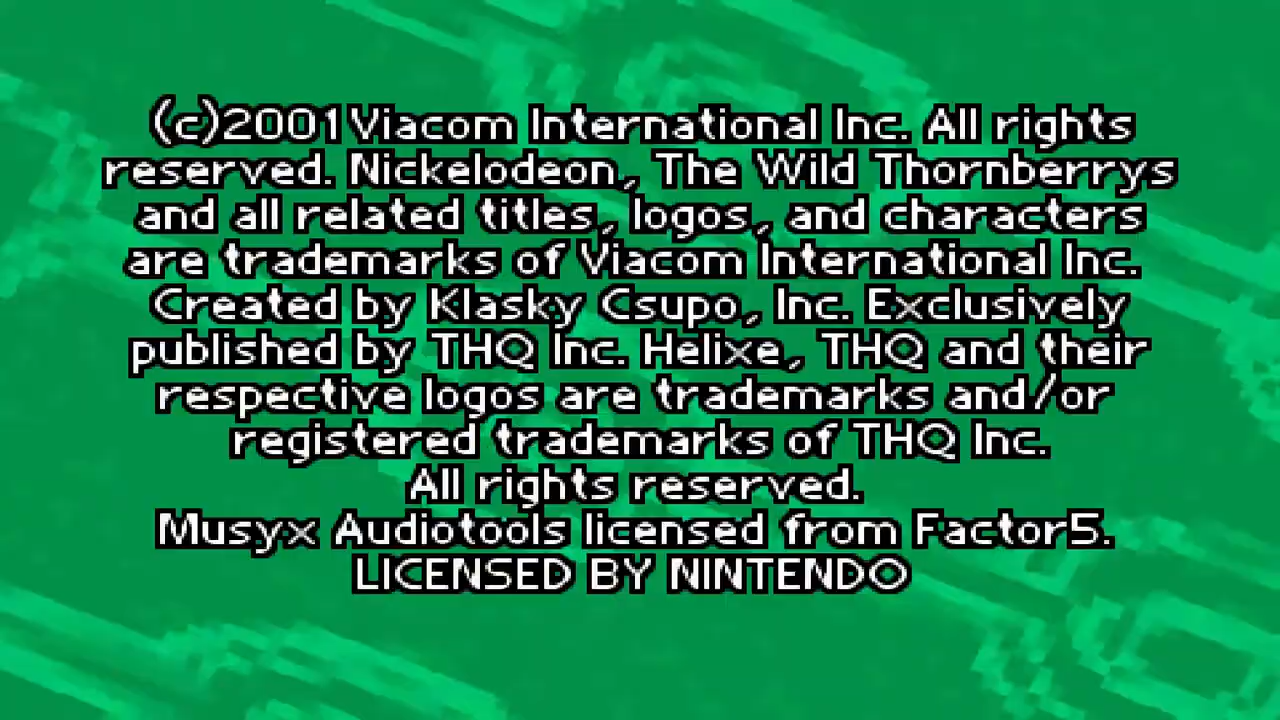 (c)2001 Viacom International Inc. All rights
reserved. Nickelodeon, The Wild Thornberrys
and all related titles, logos, and characters
are trademarks of Viacom International Inc.
Created by Klasky Csupo, Inc. Exclusively
published by THQ Inc. Helixe, THQ and their
respective logos are trademarks and/or
registered trademarks of THQ Inc.
All rights reserved.
Musyx Audiotools licensed from Factor5.
LICENSED BY NINTENDO